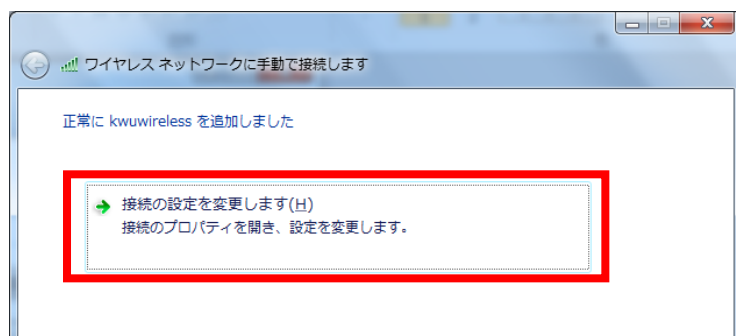 ワイヤレス ネットワークに手動で接続します
正常に kwuwireless を追加しました
接続の設定を変更します(H)
接続のプロパティを開き、設定を変更します。